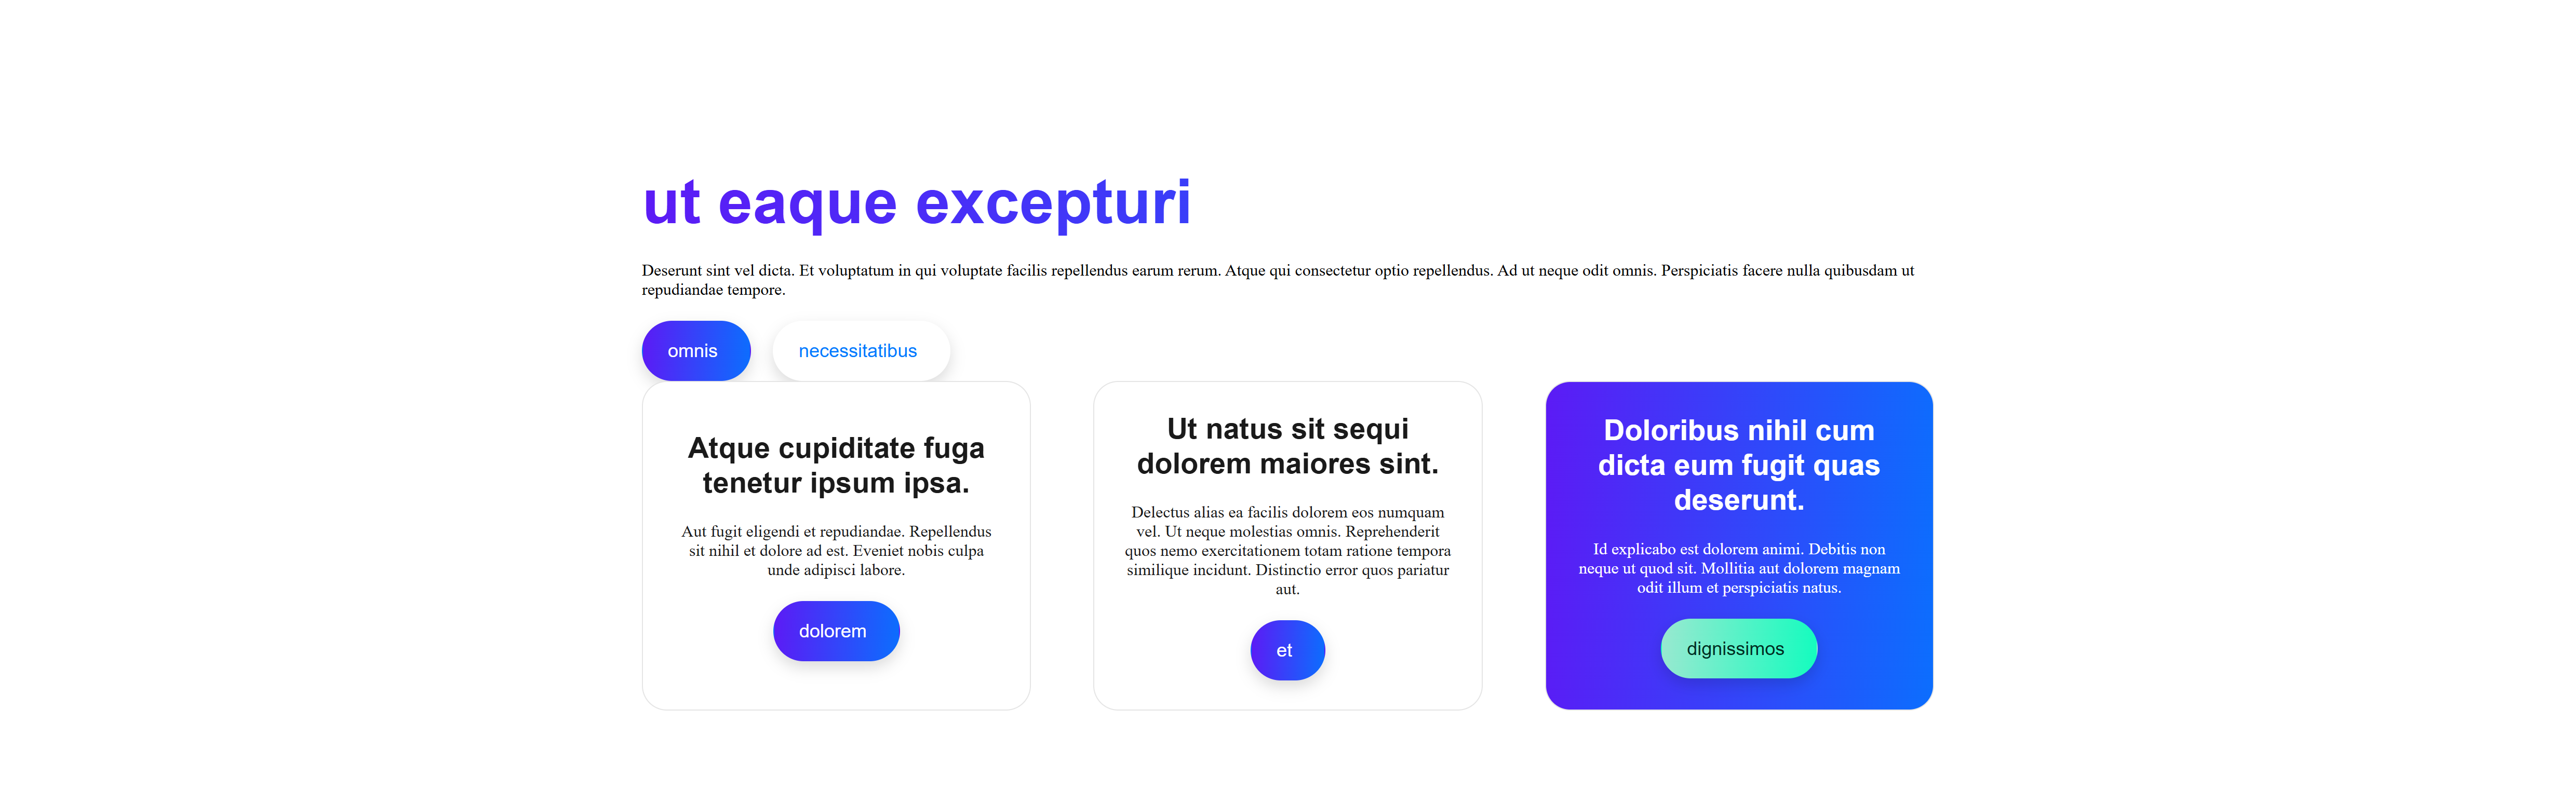 ut eaque excepturi
Deserunt sint vel dicta. Et voluptatum in qui voluptate facilis repellendus earum rerum. Atque qui consectetur optio repellendus. Ad ut neque odit omnis. Perspiciatis facere nulla quibusdam ut
repudiandae tempore.
omnis
necessitatibus
Atque cupiditate fuga
tenetur ipsum ipsa.
Aut fugit eligendi et repudiandae. Repellendus
sit nihil et dolore ad est. Eveniet nobis culpa
unde adipisci labore.
dolorem
Ut natus sit sequi
dolorem maiores sint.
Delectus alias ea facilis dolorem eos numquam
vel. Ut neque molestias omnis. Reprehenderit
quos nemo exercitationem totam ratione tempora
similique incidunt. Distinctio error quos pariatur
aut.
et
Doloribus nihil cum
dicta eum fugit quas
deserunt.
Id explicabo est dolorem animi. Debitis non
neque ut quod sit. Mollitia aut dolorem magnam
odit illum et perspiciatis natus.
dignissimos